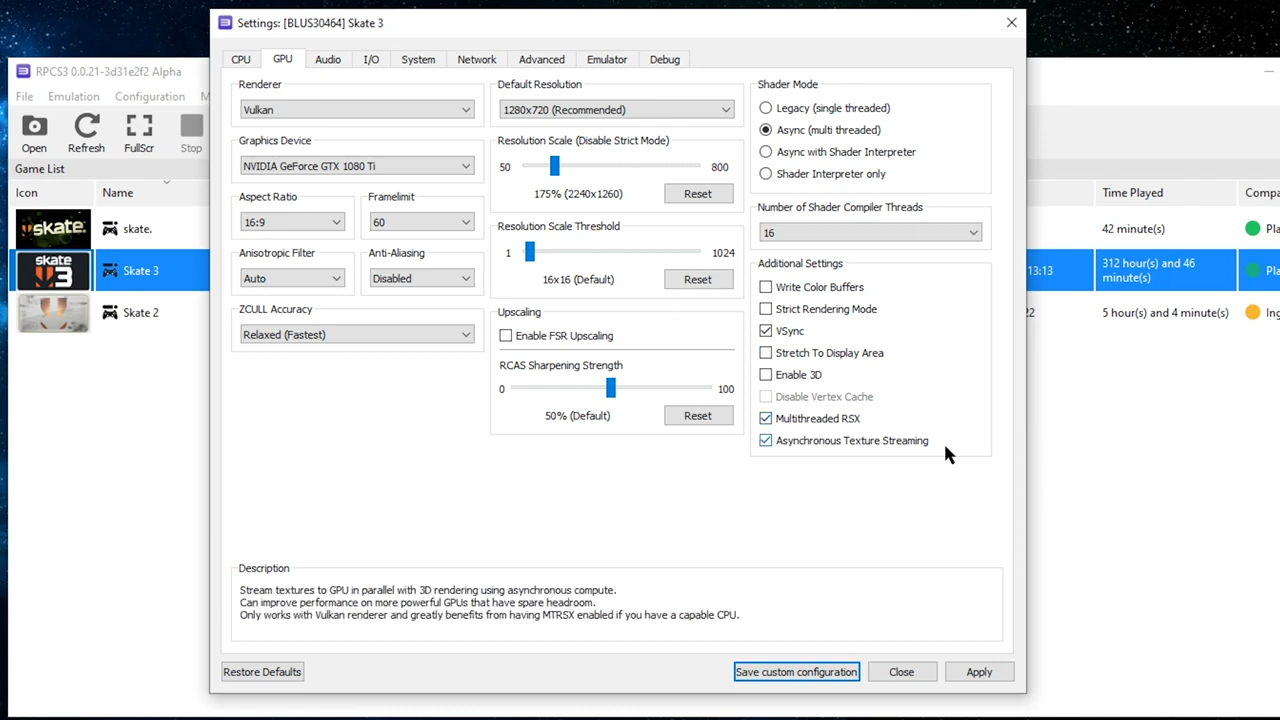 Settings: [BLUS30464] Skate 3
CPU GPU Audio I/O System Network Advanced Emulator Debug
RPCS3 0.0.21-3d31e2f2 Alpha
File Emulation Configuration M
Open Refresh FullScr Stop
Game List
Icon Name Time Played Compa
skate. skate. 42 minute(s) Pla
skate 3 Skate 3 13:13 312 hour(s) and 46 minute(s) Pla
Skate 2 22 5 hour(s) and 4 minute(s) Ing
Renderer
Vulkan
Graphics Device
NVIDIA GeForce GTX 1080 Ti
Aspect Ratio Framelimit
16:9 60
Anisotropic Filter Anti-Aliasing
Auto Disabled
ZCULL Accuracy
Relaxed (Fastest)
Default Resolution
1280x720 (Recommended)
Resolution Scale (Disable Strict Mode)
50 800
175% (2240x1260) Reset
Resolution Scale Threshold
1 1024
16x16 (Default) Reset
Upscaling
Enable FSR Upscaling
RCAS Sharpening Strength
0 100
50% (Default) Reset
Shader Mode
Legacy (single threaded)
Async (multi threaded)
Async with Shader Interpreter
Shader Interpreter only
Number of Shader Compiler Threads
16
Additional Settings
Write Color Buffers
Strict Rendering Mode
VSync
Stretch To Display Area
Enable 3D
Disable Vertex Cache
Multithreaded RSX
Asynchronous Texture Streaming
Description
Stream textures to GPU in parallel with 3D rendering using asynchronous compute.
Can improve performance on more powerful GPUs that have spare headroom.
Only works with Vulkan renderer and greatly benefits from having MTRSX enabled if you have a capable CPU.
Restore Defaults Save custom configuration Close Apply